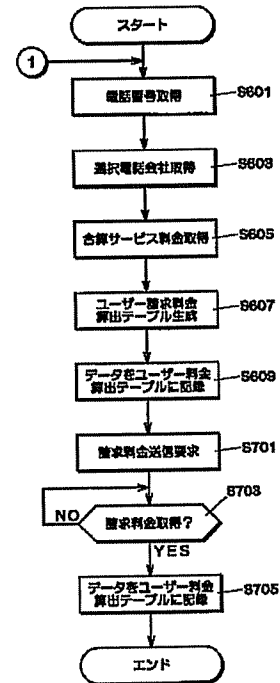 スタート
1
電話番号取得
S601
選択電話会社取得
S603
合算サービス料金取得
S605
ユーザー請求料金
算出テーブル生成
S607
データをユーザー料金
算出テーブルに記録
S609
請求料金送信要求
S701
S703
請求料金取得?
NO
YES
データをユーザー料金
算出テーブルに記録
S705
エンド